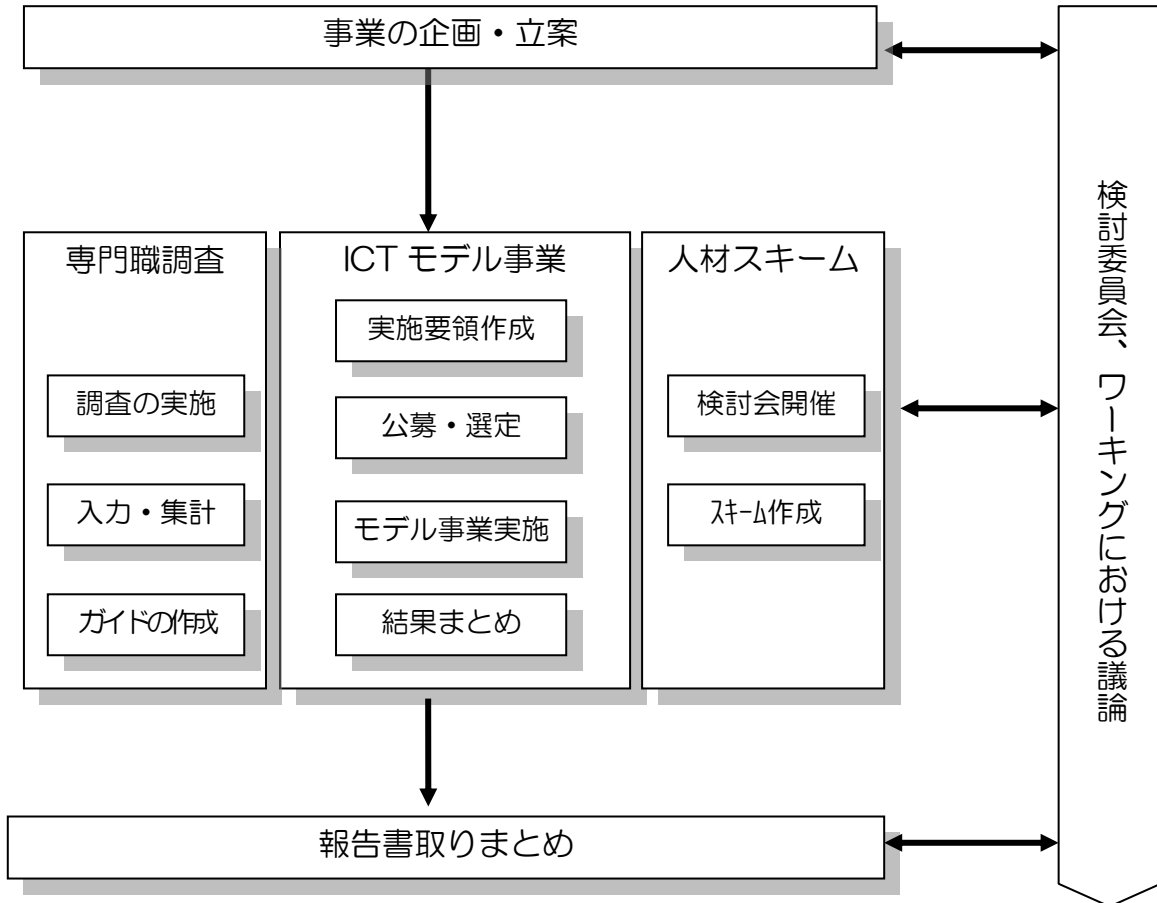 事業の企画・立案
専門職調査
調査の実施
入力・集計
ガイドの作成
ICT モデル事業
実施要領作成
公募・選定
モデル事業実施
結果まとめ
人材スキーム
検討会開催
ｽｷｰﾑ作成
報告書取りまとめ
検討委員会、ワーキングにおける議論